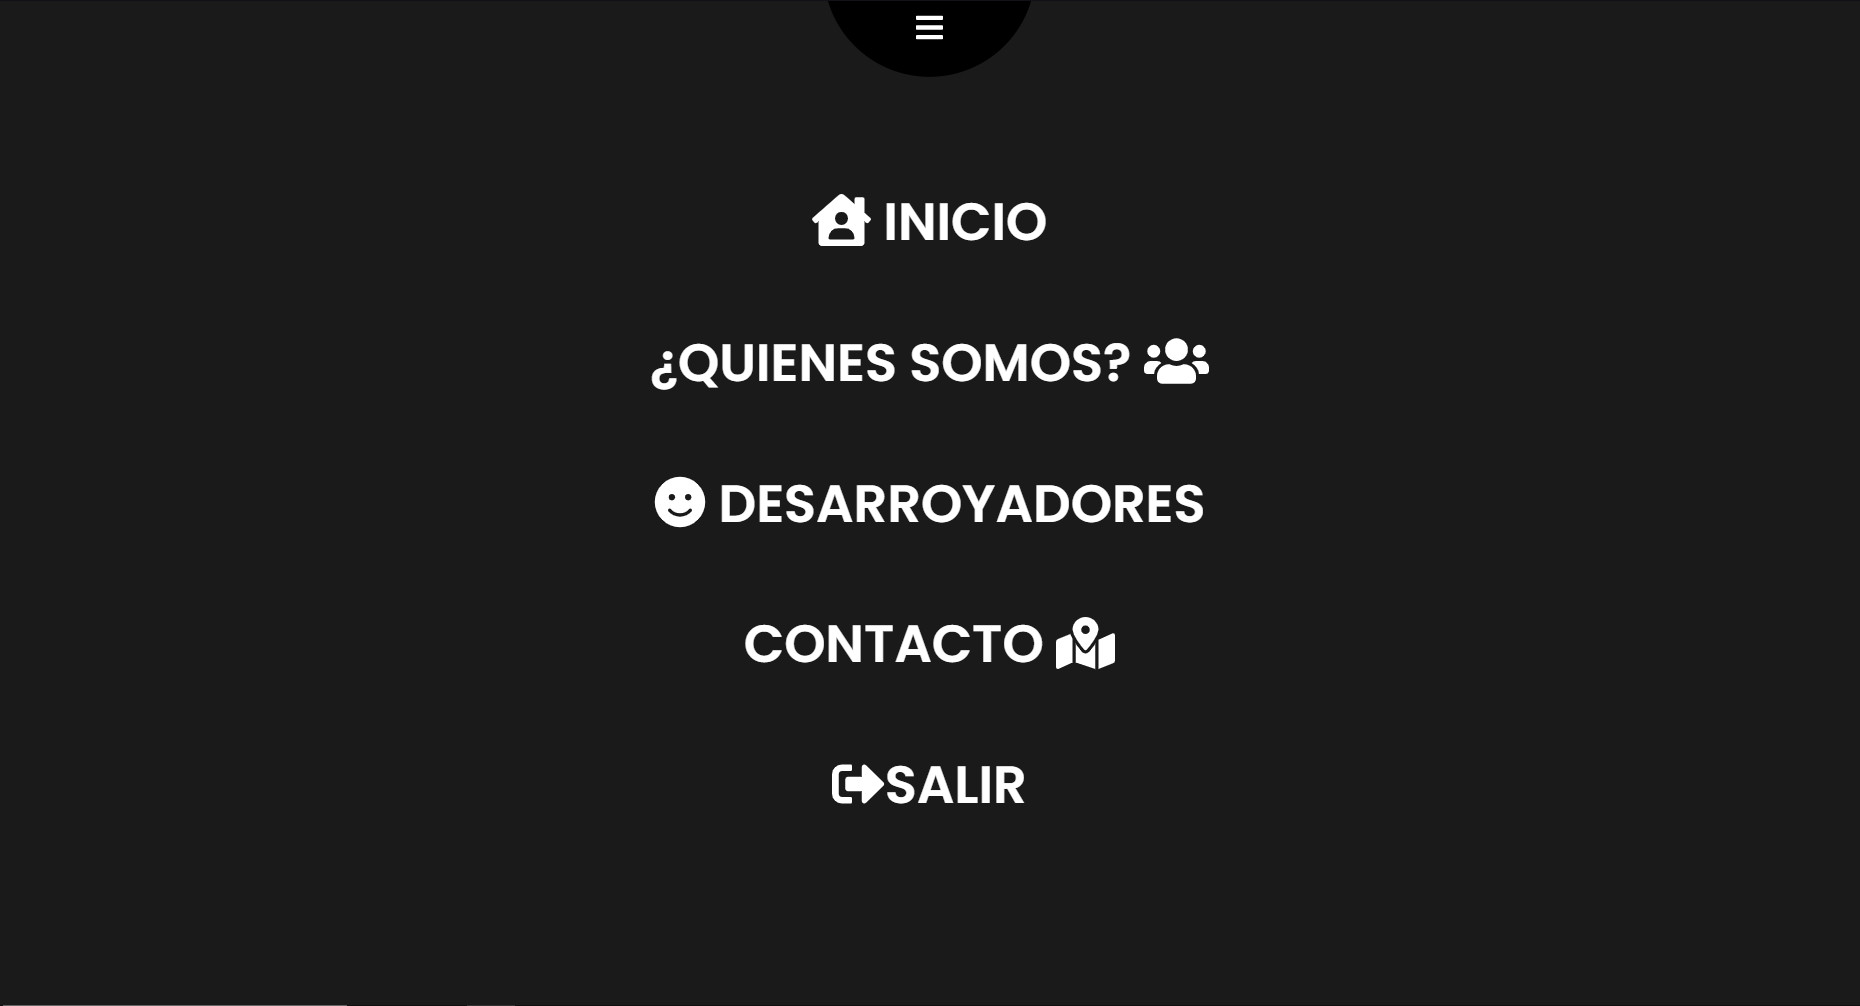 INICIO
¿QUIENES SOMOS?
DESARROYADORES
CONTACTO
SALIR